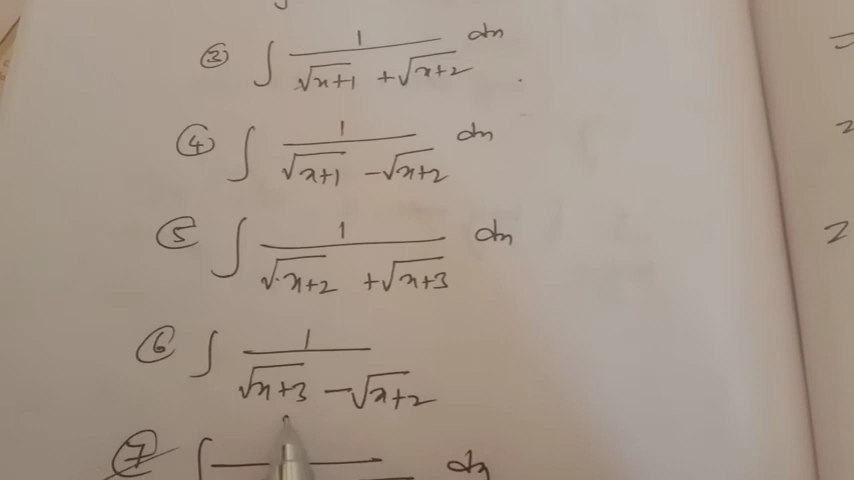 ③ ∫ 1/(√x+1 + √x+2) dx
④ ∫ 1/(√x+1 - √x+2) dx
⑤ ∫ 1/(√x+2 + √x+3) dx
⑥ ∫ 1/(√x+3 - √x+2)
⑦ ∫ dx